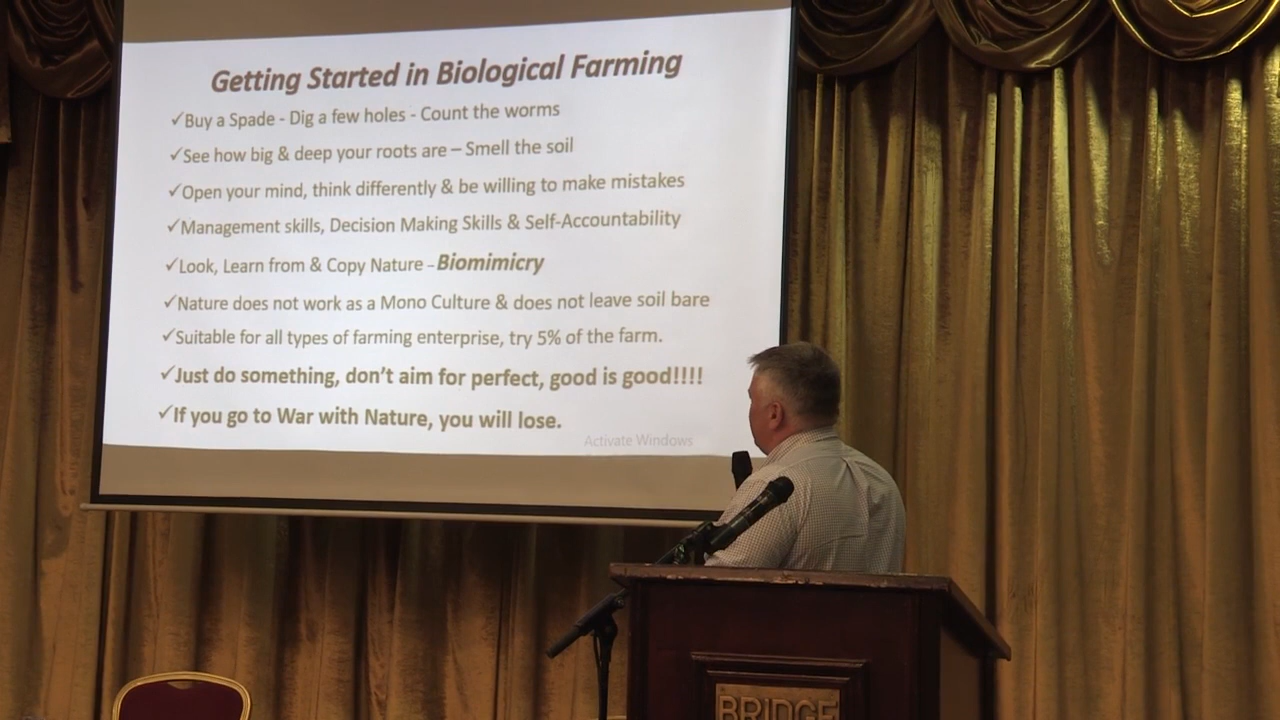 Getting Started in Biological Farming
✓Buy a Spade - Dig a few holes - Count the worms
✓See how big & deep your roots are – Smell the soil
✓Open your mind, think differently & be willing to make mistakes
✓Management skills, Decision Making Skills & Self-Accountability
✓Look, Learn from & Copy Nature – Biomimicry
✓Nature does not work as a Mono Culture & does not leave soil bare
✓Suitable for all types of farming enterprise, try 5% of the farm.
✓Just do something, don’t aim for perfect, good is good!!!!
✓If you go to War with Nature, you will lose.
Activate Windows
BRIDGE